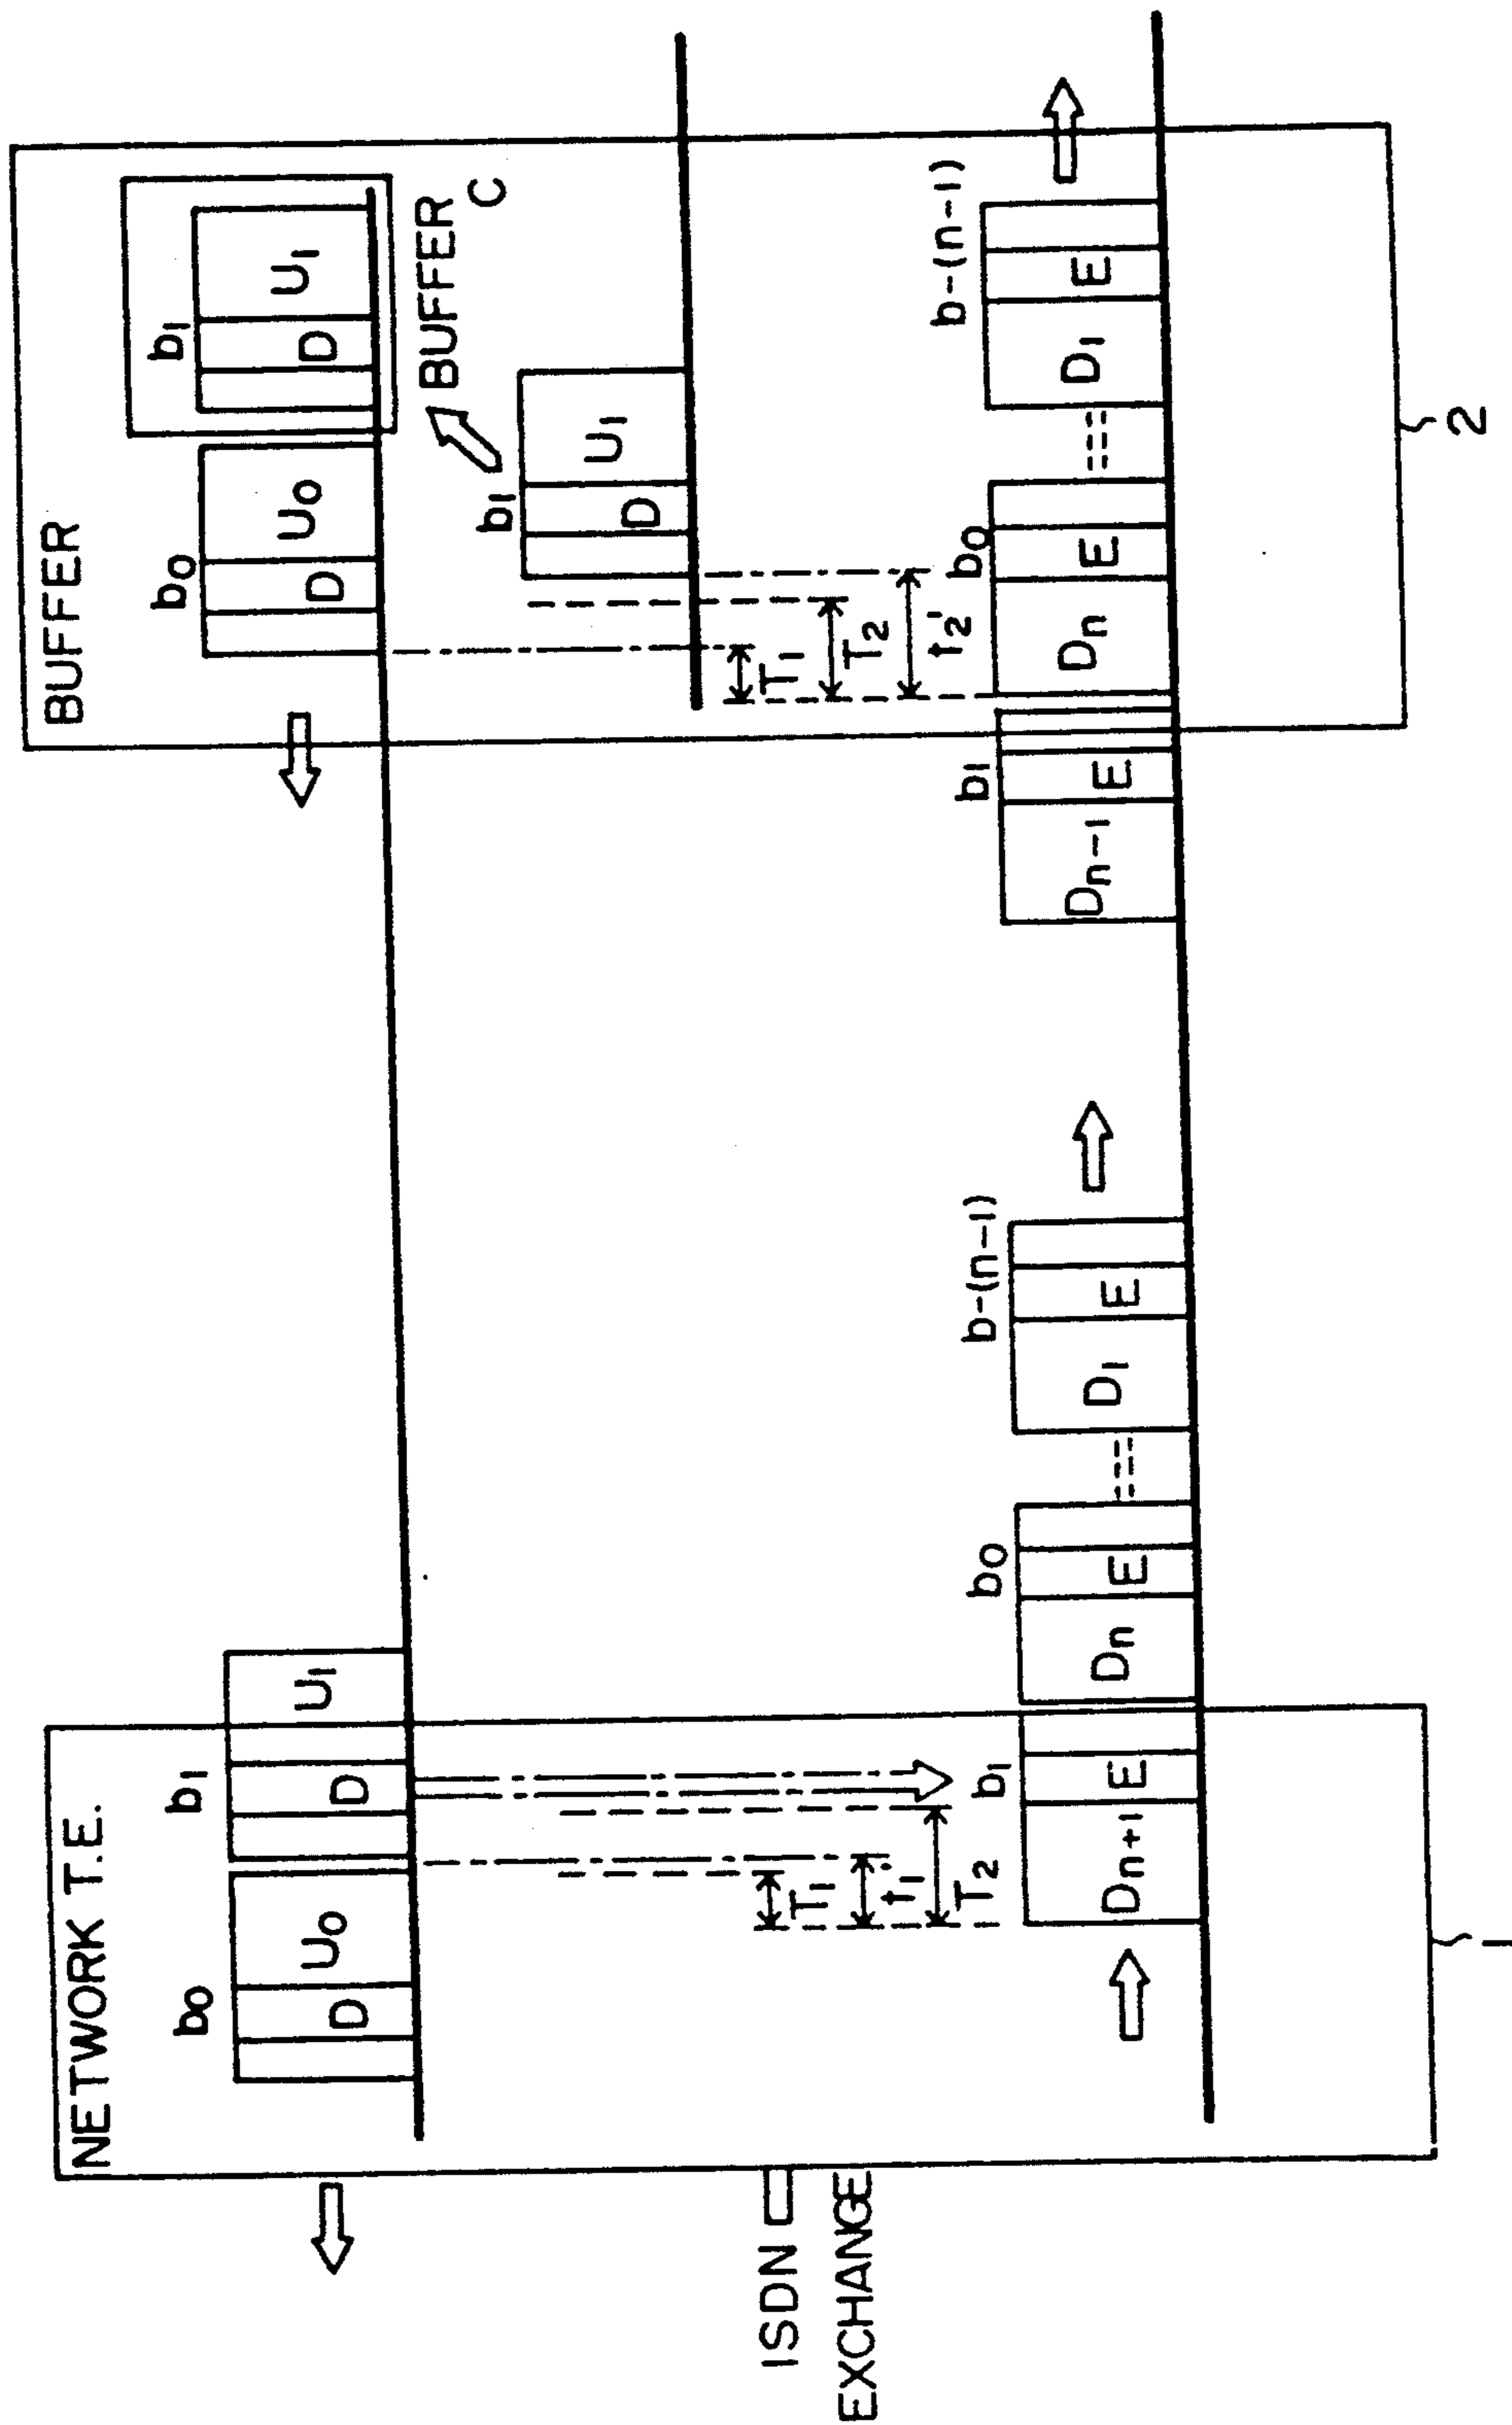 NETWORK T.E.
b0
D
U0
b1
D
U1
T1
t1'
T2
b1
Dn+1
E
b0
Dn
E
b-(n-1)
D1
E
ISDN
EXCHANGE
1
BUFFER
b0
D
U0
b1
D
U1
BUFFER
C
b1
D
U1
T1
T2
t2'
b1
Dn-1
E
b0
Dn
E
b-(n-1)
D1
E
2